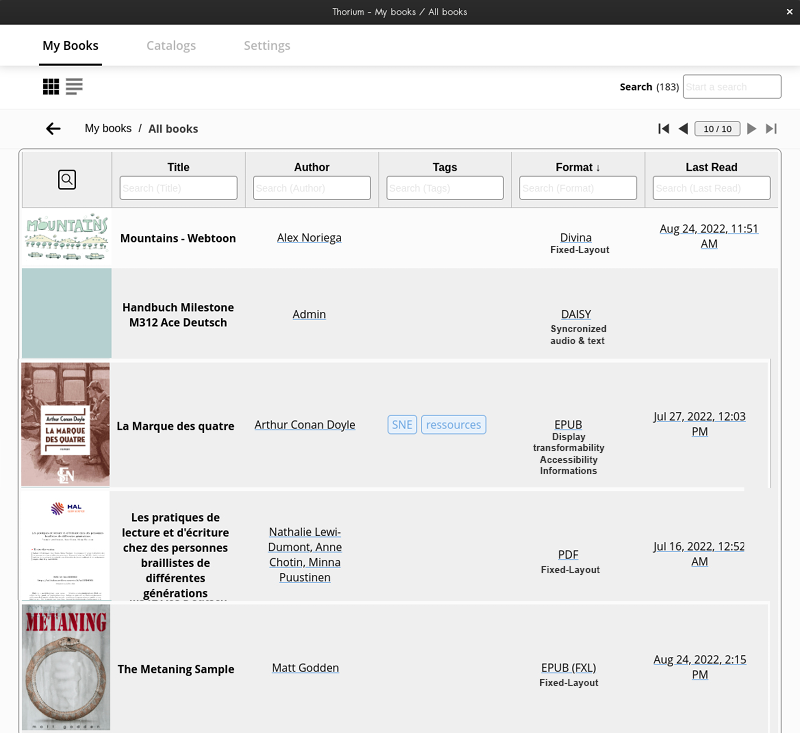 Thorium - My books / All books
×
My Books Catalogs Settings
Search (183) Start a search
My books / All books 10 / 10
Title Author Tags Format ↓ Last Read
Search (Title) Search (Author) Search (Tags) Search (Format) Search (Last Read)
MOUNTAINS
Mountains - Webtoon
Alex Noriega
Divina
Fixed-Layout
Aug 24, 2022, 11:51
AM
Handbuch Milestone
M312 Ace Deutsch
Admin
DAISY
Syncronized
audio & text
Arthur Conan Doyle
LA MARQUE
DES QUATRE
La Marque des quatre
Arthur Conan Doyle
SNE ressources
EPUB
Display
transformability
Accessibility
Informations
Jul 27, 2022, 12:03
PM
HAL
Les pratiques de
lecture et d'écriture
chez des personnes
braillistes de
différentes
générations
Nathalie Lewi-
Dumont, Anne
Chotin, Minna
Puustinen
PDF
Fixed-Layout
Jul 16, 2022, 12:52
AM
METANING
matt godden
The Metaning Sample
Matt Godden
EPUB (FXL)
Fixed-Layout
Aug 24, 2022, 2:15
PM